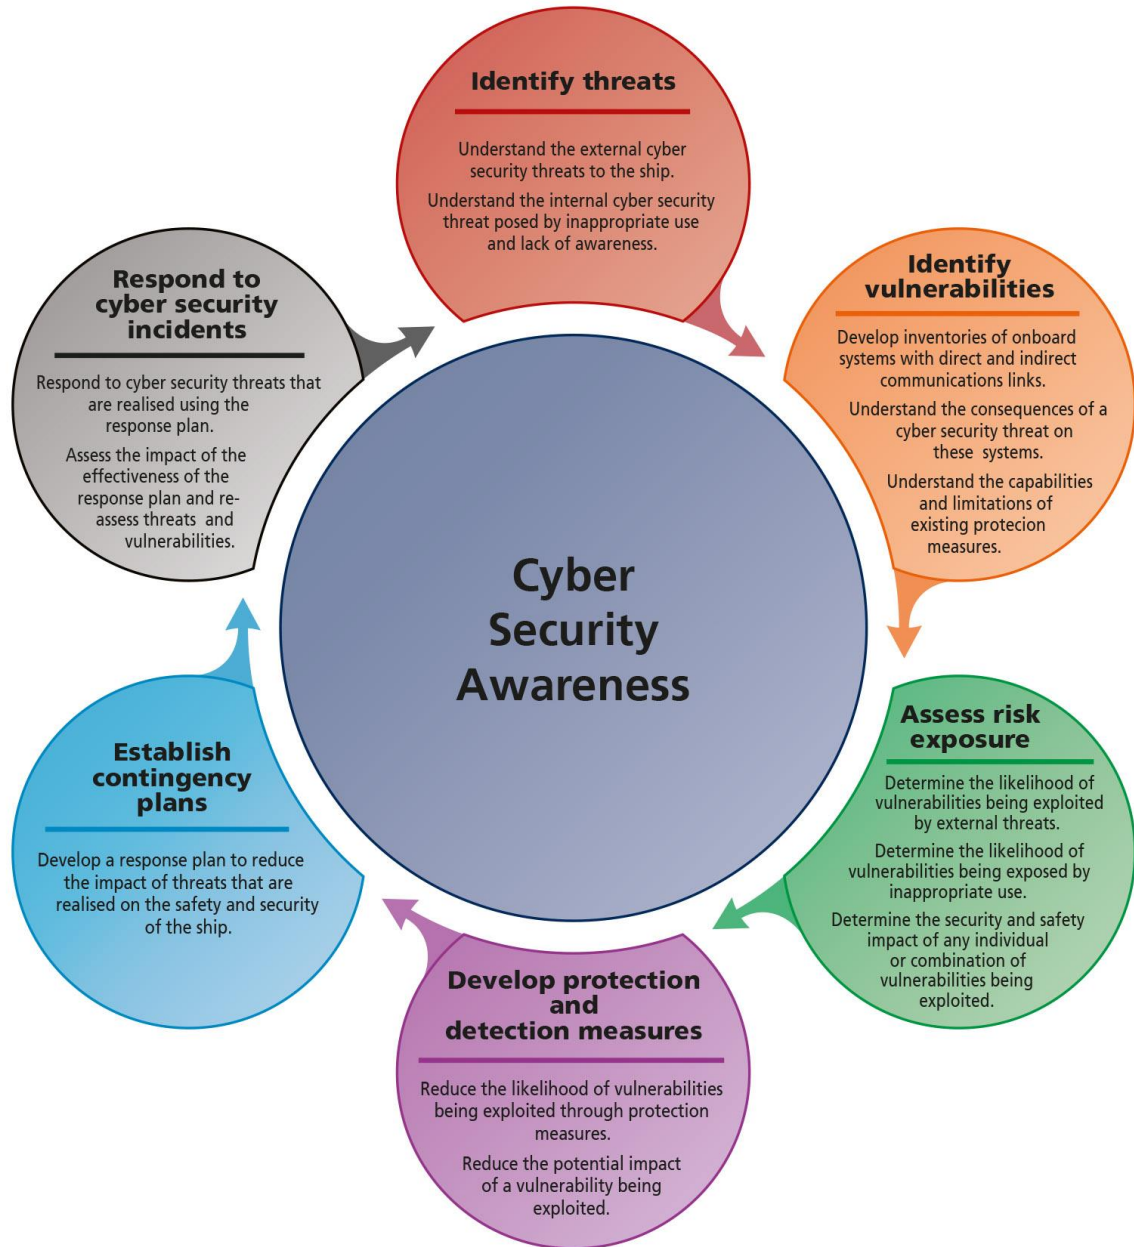 Identify threats
Understand the external cyber
security threats to the ship.
Understand the internal cyber security
threat posed by inappropriate use
and lack of awareness.
Identify
vulnerabilities
Develop inventories of onboard
systems with direct and indirect
communications links.
Understand the consequences of a
cyber security threat on
these systems.
Understand the capabilities
and limitations of
existing protecion
measures.
Assess risk
exposure
Determine the likelihood of
vulnerabilities being exploited
by external threats.
Determine the likelihood of
vulnerabilities being exposed by
inappropriate use.
Determine the security and safety
impact of any individual
or combination of
vulnerabilities being
exploited.
Develop protection
and
detection measures
Reduce the likelihood of vulnerabilities
being exploited through protection
measures.
Reduce the potential impact
of a vulnerability being
exploited.
Establish
contingency
plans
Develop a response plan to reduce
the impact of threats that are
realised on the safety and security
of the ship.
Respond to
cyber security
incidents
Respond to cyber security threats that
are realised using the
response plan.
Assess the impact of the
effectiveness of the
response plan and re-
assess threats and
vulnerabilities.
Cyber
Security
Awareness